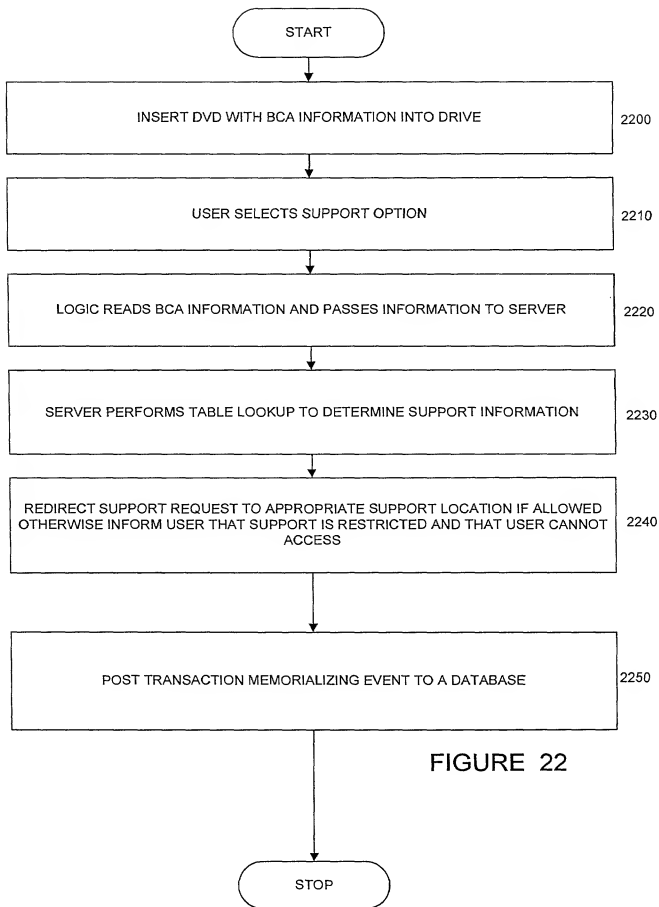 START
INSERT DVD WITH BCA INFORMATION INTO DRIVE
2200
USER SELECTS SUPPORT OPTION
2210
LOGIC READS BCA INFORMATION AND PASSES INFORMATION TO SERVER
2220
SERVER PERFORMS TABLE LOOKUP TO DETERMINE SUPPORT INFORMATION
2230
REDIRECT SUPPORT REQUEST TO APPROPRIATE SUPPORT LOCATION IF ALLOWED
OTHERWISE INFORM USER THAT SUPPORT IS RESTRICTED AND THAT USER CANNOT
ACCESS
2240
POST TRANSACTION MEMORIALIZING EVENT TO A DATABASE
2250
FIGURE 22
STOP